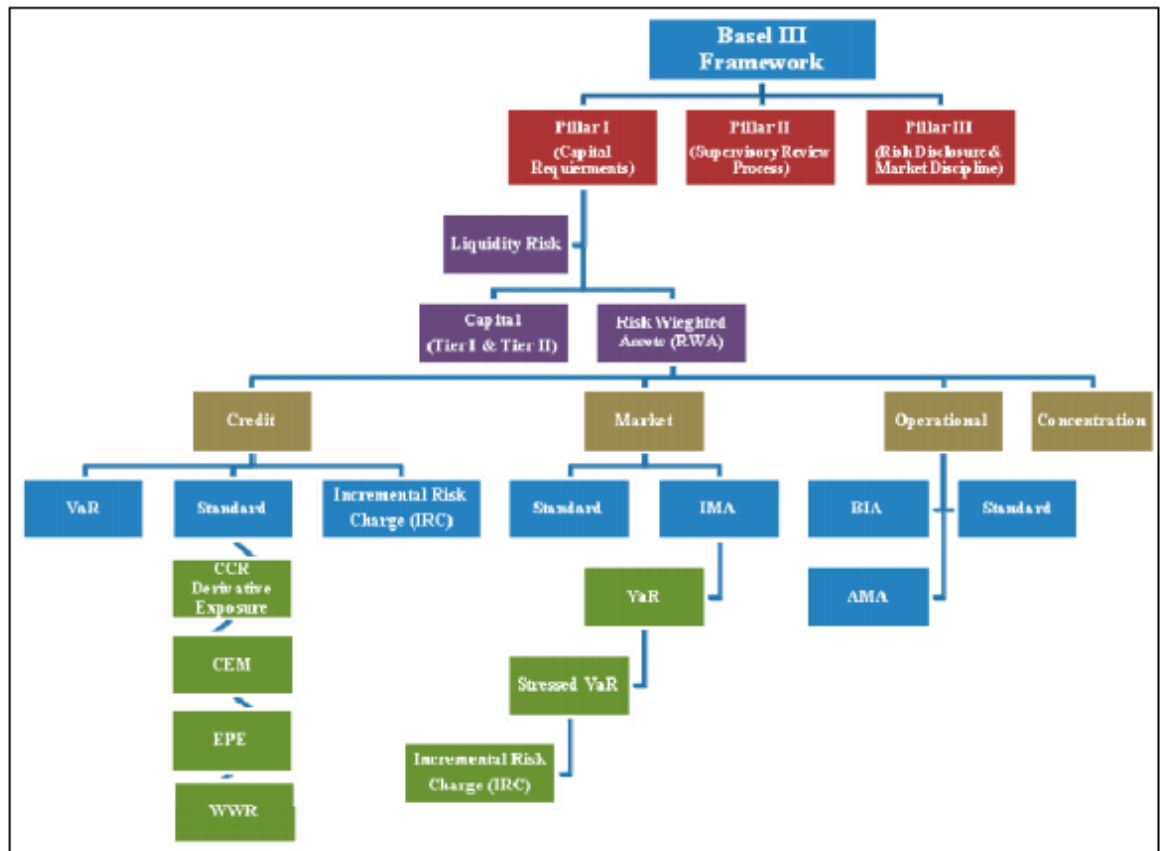 Basel III
Framework
Pillar I
(Capital
Requierments)
Pillar II
(Supervisory Review
Process)
Pillar III
(Risk Disclosure &
Market Discipline)
Liquidity Risk
Capital
(Tier I & Tier II)
Risk Wieghted
Assets (RWA)
Credit
Market
Operational
Concentration
VaR
Standard
Incremental Risk
Charge (IRC)
Standard
IMA
BIA
Standard
CCR
Derivative
Exposure
VaR
AMA
CEM
Stressed VaR
EPE
Incremental Risk
Charge (IRC)
WWR